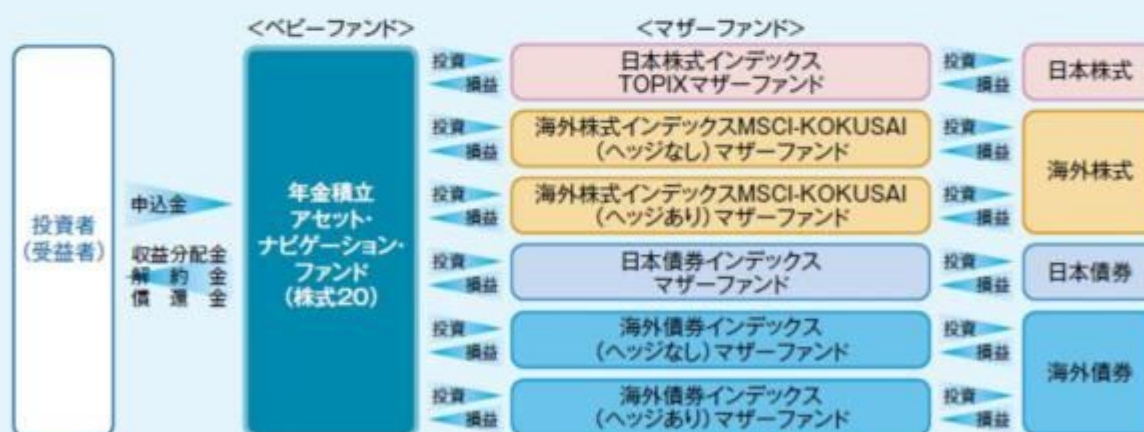 <ベビーファンド>
<マザーファンド>
投資者
(受益者)
申込金
収益分配金
解約金
償還金
年金積立
アセット・
ナビゲーション・
ファンド
(株式20)
投資
損益
日本株式インデックス
TOPIXマザーファンド
投資
損益
日本株式
投資
損益
海外株式インデックスMSCI-KOKUSAI
(ヘッジなし)マザーファンド
投資
損益
海外株式
投資
損益
海外株式インデックスMSCI-KOKUSAI
(ヘッジあり)マザーファンド
投資
損益
投資
損益
日本債券インデックス
マザーファンド
投資
損益
日本債券
投資
損益
海外債券インデックス
(ヘッジなし)マザーファンド
投資
損益
海外債券
投資
損益
海外債券インデックス
(ヘッジあり)マザーファンド
投資
損益